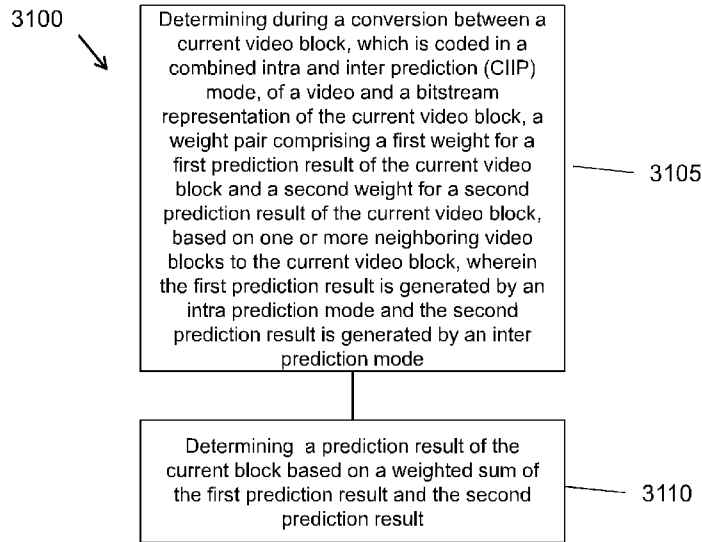 3100
Determining during a conversion between a
current video block, which is coded in a
combined intra and inter prediction (CIIP)
mode, of a video and a bitstream
representation of the current video block, a
weight pair comprising a first weight for a
first prediction result of the current video
block and a second weight for a second
prediction result of the current video block,
based on one or more neighboring video
blocks to the current video block, wherein
the first prediction result is generated by an
intra prediction mode and the second
prediction result is generated by an inter
prediction mode
3105
Determining a prediction result of the
current block based on a weighted sum of
the first prediction result and the second
prediction result
3110